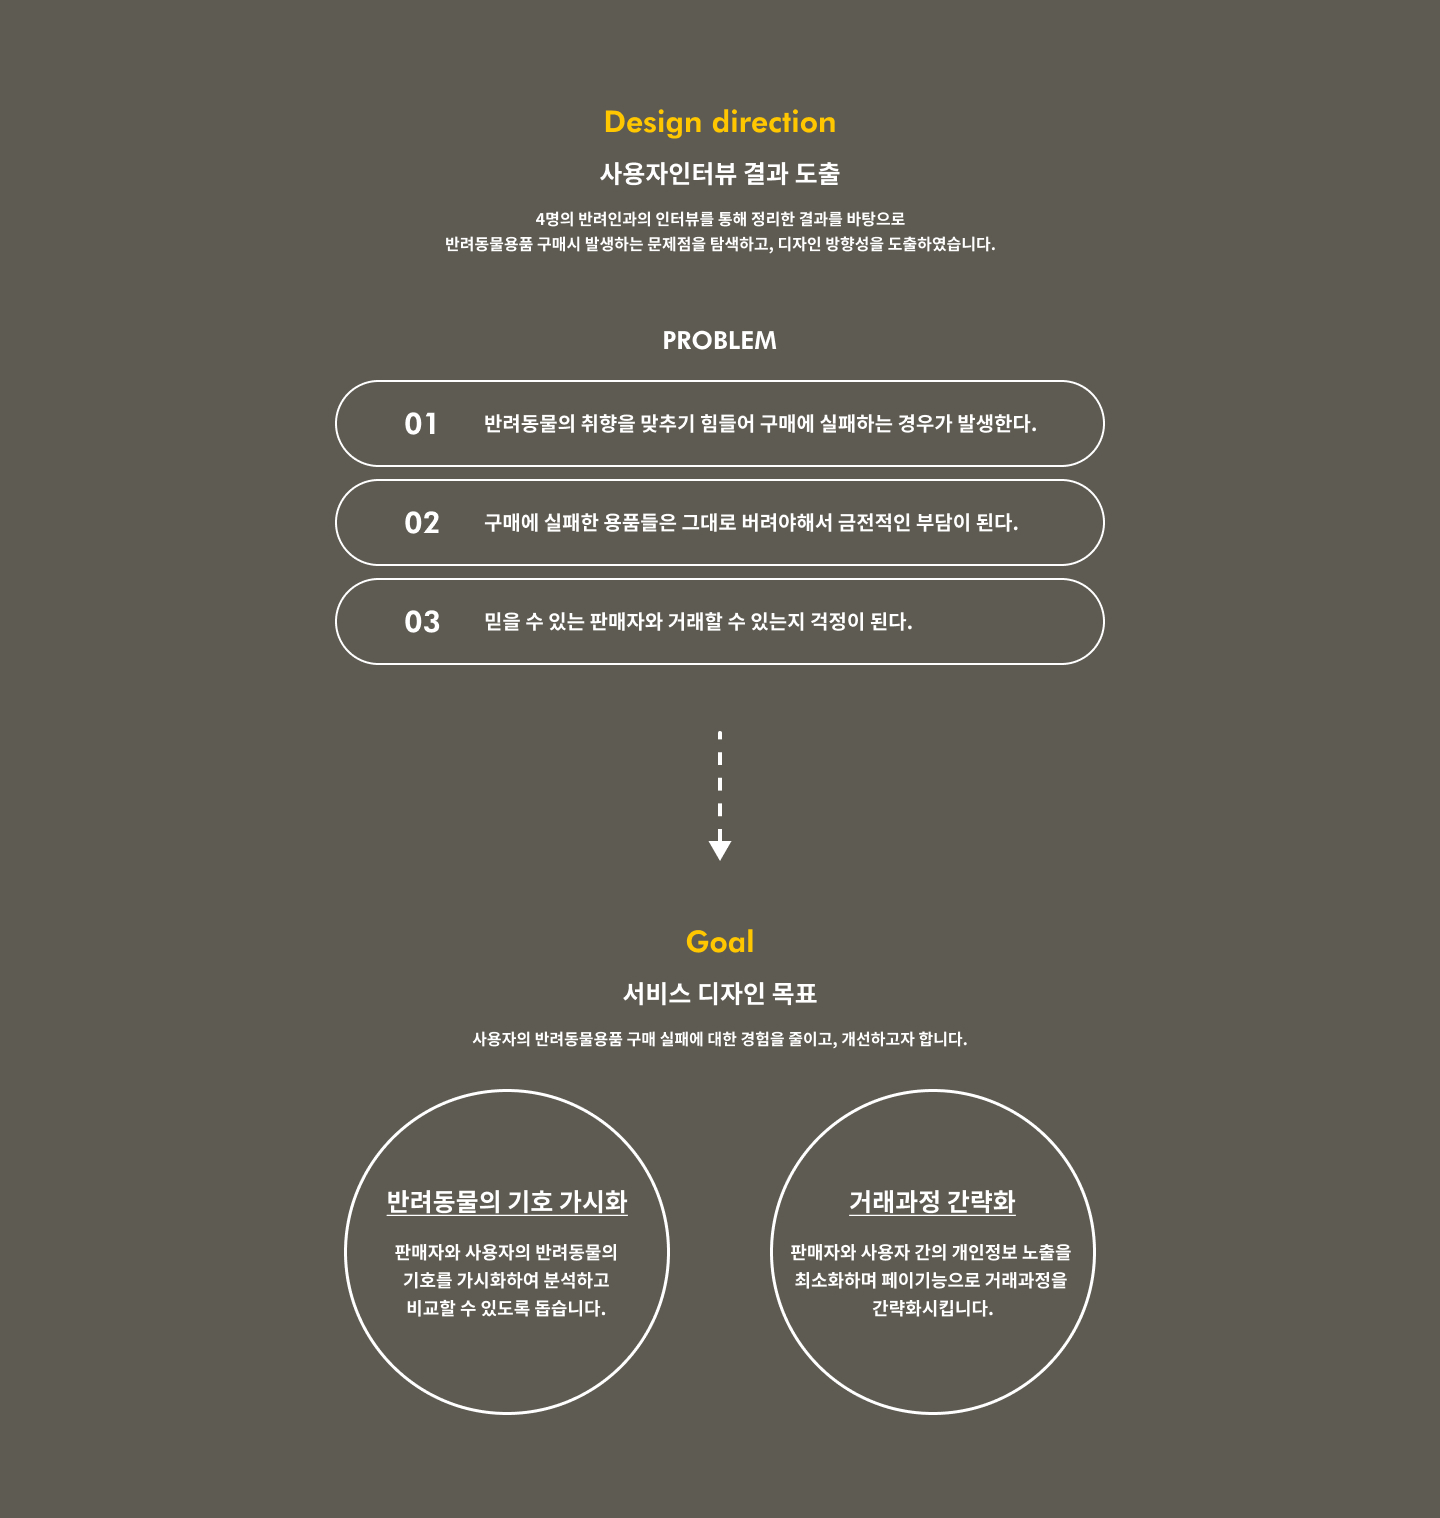 Design direction
사용자인터뷰 결과 도출
4명의 반려인과의 인터뷰를 통해 정리한 결과를 바탕으로
반려동물용품 구매시 발생하는 문제점을 탐색하고, 디자인 방향성을 도출하였습니다.
PROBLEM
01 반려동물의 취향을 맞추기 힘들어 구매에 실패하는 경우가 발생한다.
02 구매에 실패한 용품들은 그대로 버려야해서 금전적인 부담이 된다.
03 믿을 수 있는 판매자와 거래할 수 있는지 걱정이 된다.
Goal
서비스 디자인 목표
사용자의 반려동물용품 구매 실패에 대한 경험을 줄이고, 개선하고자 합니다.
반려동물의 기호 가시화
판매자와 사용자의 반려동물의
기호를 가시화하여 분석하고
비교할 수 있도록 돕습니다.
거래과정 간략화
판매자와 사용자 간의 개인정보 노출을
최소화하며 페이기능으로 거래과정을
간략화시킵니다.